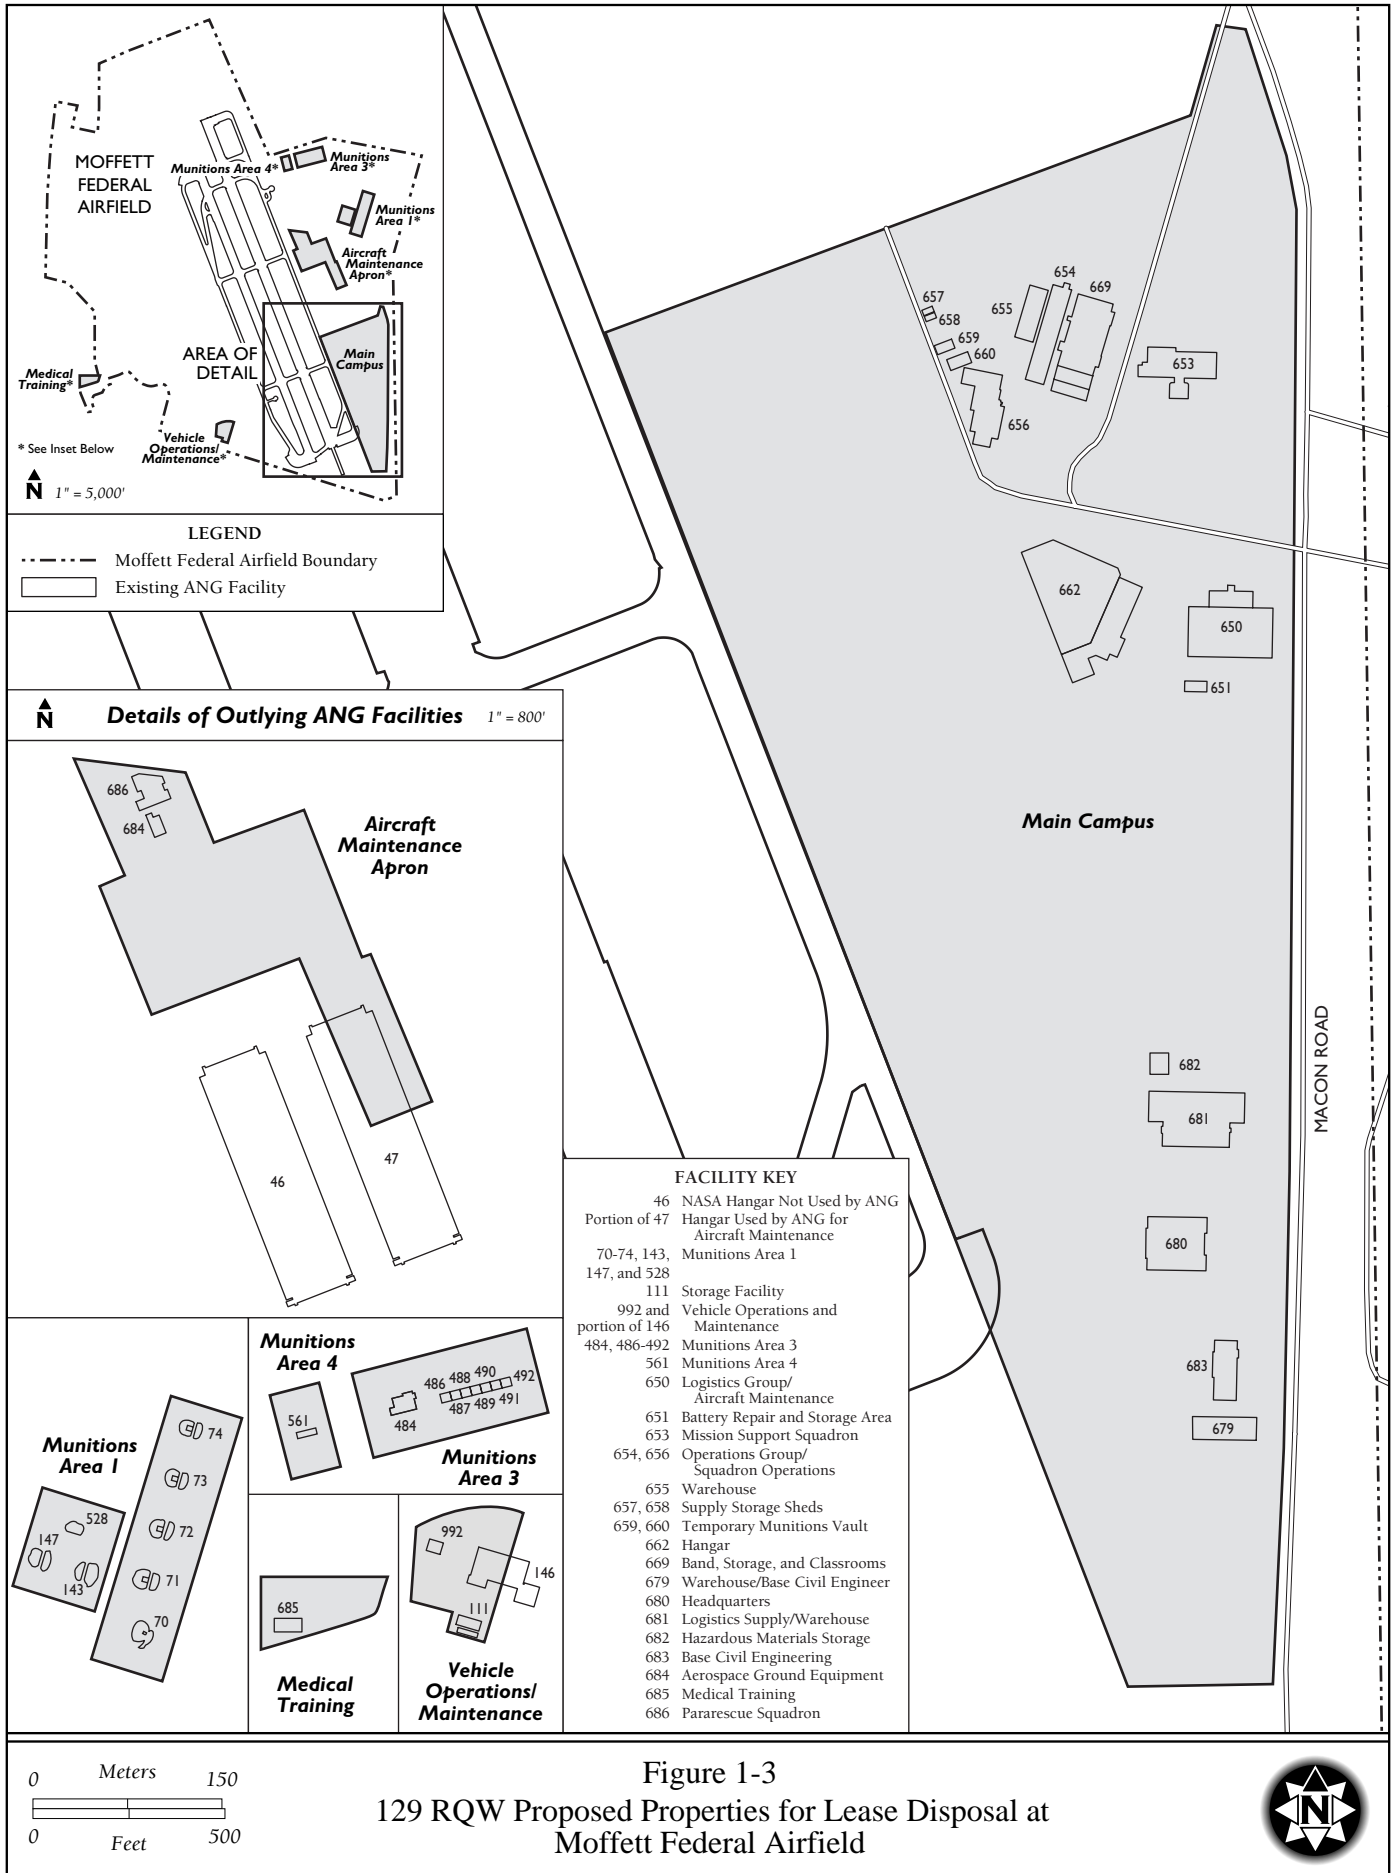 MOFFETT
FEDERAL
AIRFIELD
Munitions Area 4*
Munitions
Area 3*
Munitions
Area 1*
Aircraft
Maintenance
Apron*
AREA OF
DETAIL
Main
Campus
Medical
Training*
Vehicle
Operations/
Maintenance*
* See Inset Below
N 1" = 5,000'
LEGEND
Moffett Federal Airfield Boundary
Existing ANG Facility
657
658
659
660
655
654
669
653
656
662
650
651
Main Campus
682
681
680
683
679
MACON ROAD
N Details of Outlying ANG Facilities 1" = 800'
686
684
Aircraft
Maintenance
Apron
46
47
Munitions
Area 1
74
73
72
71
70
528
147
143
Munitions
Area 4
561
486 488 490 492
487 489 491
484
Munitions
Area 3
685
Medical
Training
992
146
111
Vehicle
Operations/
Maintenance
FACILITY KEY
46 NASA Hangar Not Used by ANG
Portion of 47 Hangar Used by ANG for
Aircraft Maintenance
70-74, 143, Munitions Area 1
147, and 528
111 Storage Facility
992 and Vehicle Operations and
portion of 146 Maintenance
484, 486-492 Munitions Area 3
561 Munitions Area 4
650 Logistics Group/
Aircraft Maintenance
651 Battery Repair and Storage Area
653 Mission Support Squadron
654, 656 Operations Group/
Squadron Operations
655 Warehouse
657, 658 Supply Storage Sheds
659, 660 Temporary Munitions Vault
662 Hangar
669 Band, Storage, and Classrooms
679 Warehouse/Base Civil Engineer
680 Headquarters
681 Logistics Supply/Warehouse
682 Hazardous Materials Storage
683 Base Civil Engineering
684 Aerospace Ground Equipment
685 Medical Training
686 Pararescue Squadron
0 Meters 150
0 Feet 500
Figure 1-3
129 RQW Proposed Properties for Lease Disposal at
Moffett Federal Airfield
N